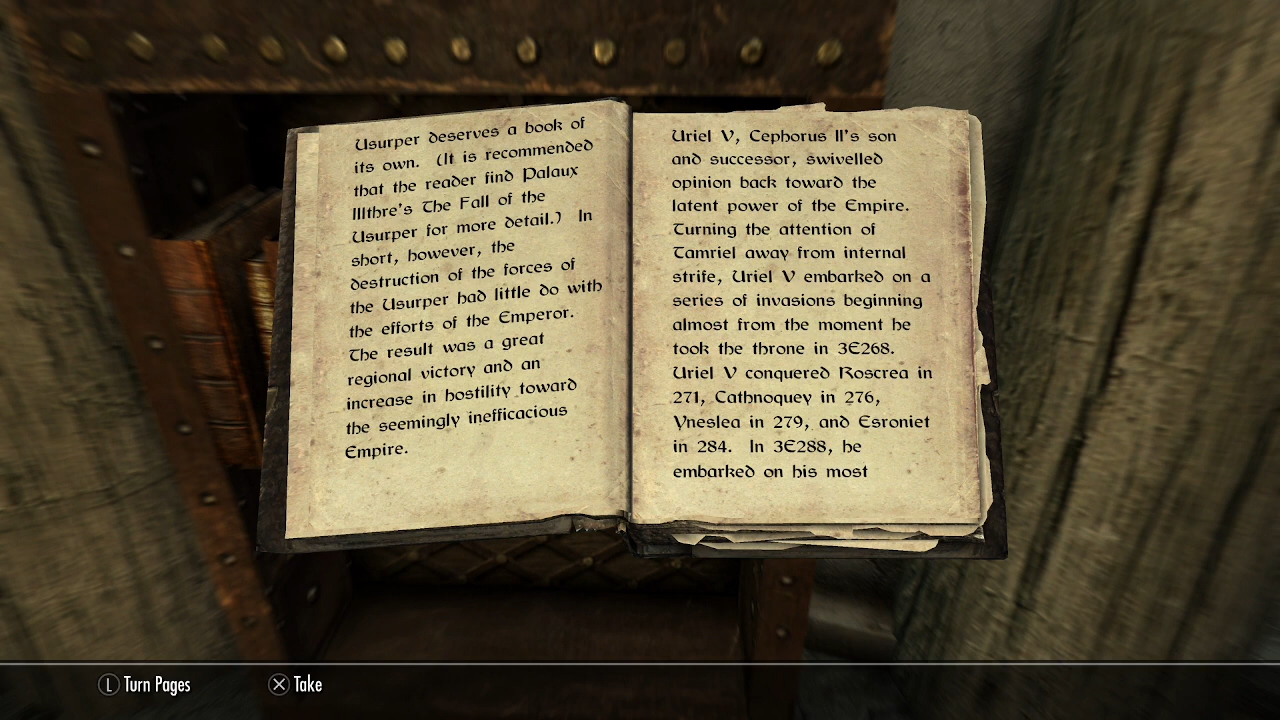 Usurper deserves a book of
its own.  (It is recommended
that the reader find Palaux
Illthre's The Fall of the
Usurper for more detail.)  In
short, however, the
destruction of the forces of
the Usurper had little do with
the efforts of the Emperor.
The result was a great
regional victory and an
increase in hostility toward
the seemingly inefficacious
Empire.
Uriel V, Cephorus II's son
and successor, swivelled
opinion back toward the
latent power of the Empire.
Turning the attention of
Tamriel away from internal
strife, Uriel V embarked on a
series of invasions beginning
almost from the moment he
took the throne in 3E268.
Uriel V conquered Roscrea in
271, Cathnoquey in 276,
Yneslea in 279, and Esroniet
in 284.  In 3E288, he
embarked on his most
L Turn Pages
X Take